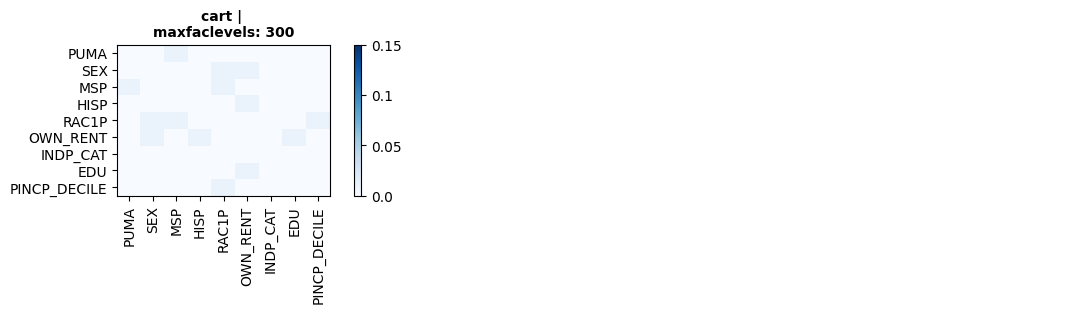 cart |
maxfaclevels: 300
PUMA
SEX
MSP
HISP
RAC1P
OWN_RENT
INDP_CAT
EDU
PINCP_DECILE
0.15
0.1
0.05
0.0
PUMA
SEX
MSP
HISP
RAC1P
OWN_RENT
INDP_CAT
EDU
PINCP_DECILE